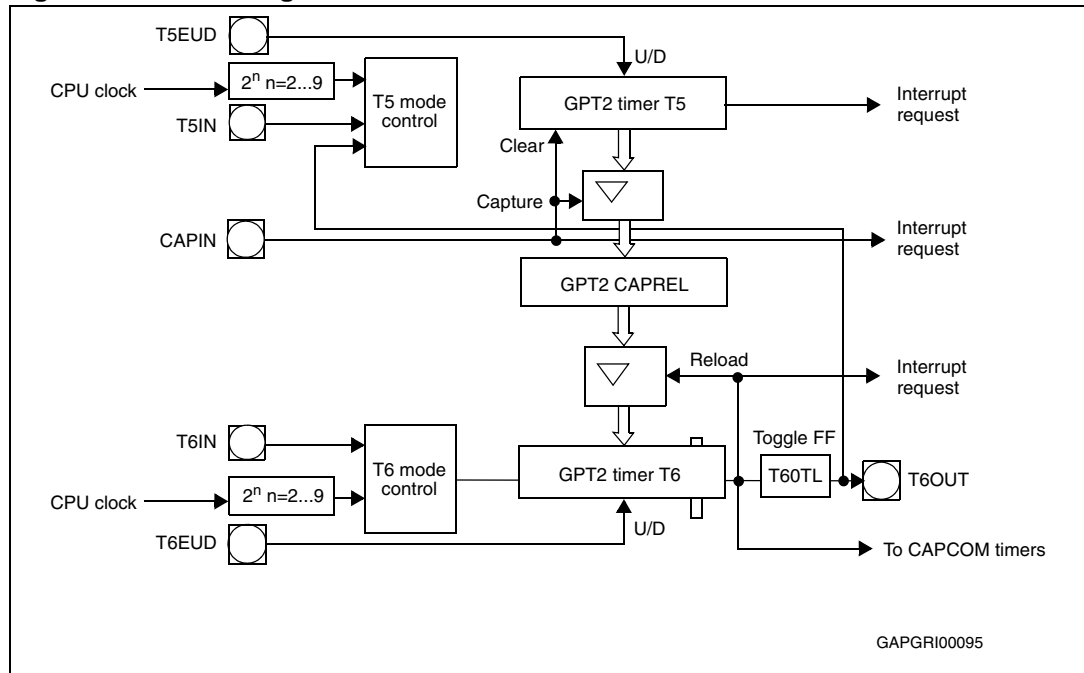 T5EUD
U/D
CPU clock
2ⁿ n=2...9
T5 mode
control
GPT2 timer T5
Interrupt
request
T5IN
Clear
Capture
CAPIN
Interrupt
request
GPT2 CAPREL
Reload
Interrupt
request
T6IN
T6 mode
control
Toggle FF
GPT2 timer T6
T60TL
T6OUT
CPU clock
2ⁿ n=2...9
U/D
T6EUD
To CAPCOM timers
GAPGRI00095